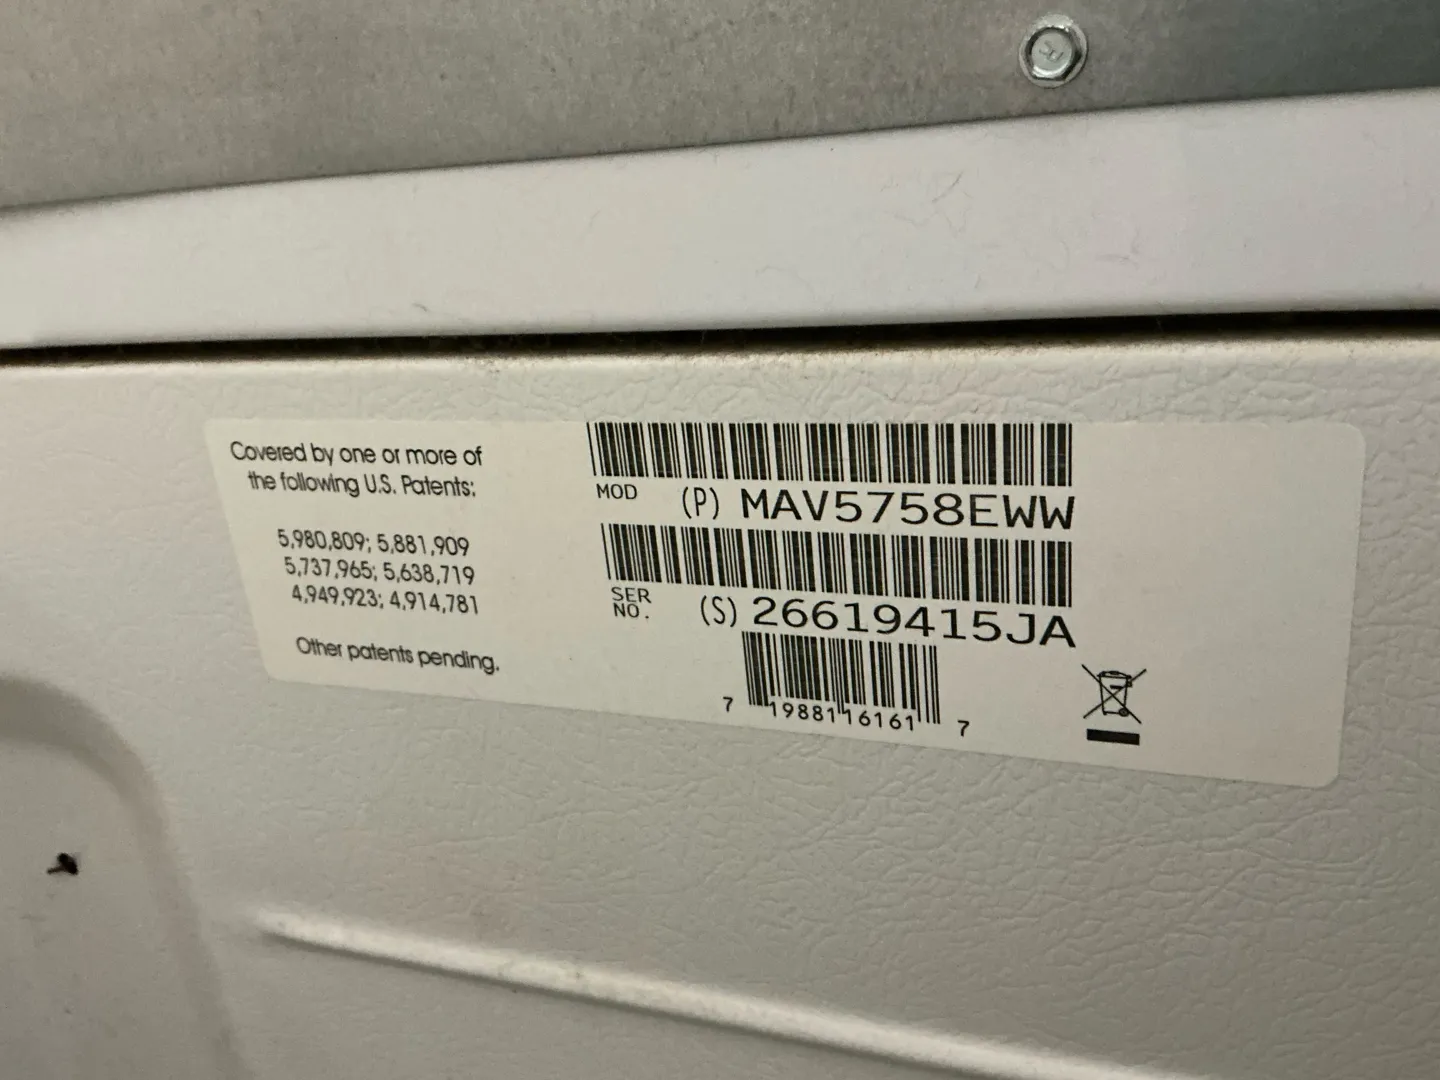 Covered by one or more of
the following U.S. Patents:
5,980,809; 5,881,909
5,737,965; 5,638,719
4,949,923; 4,914,781
Other patents pending.
MOD (P) MAV5758EWW
SER
NO. (S) 26619415JA
7 19881 16161 7